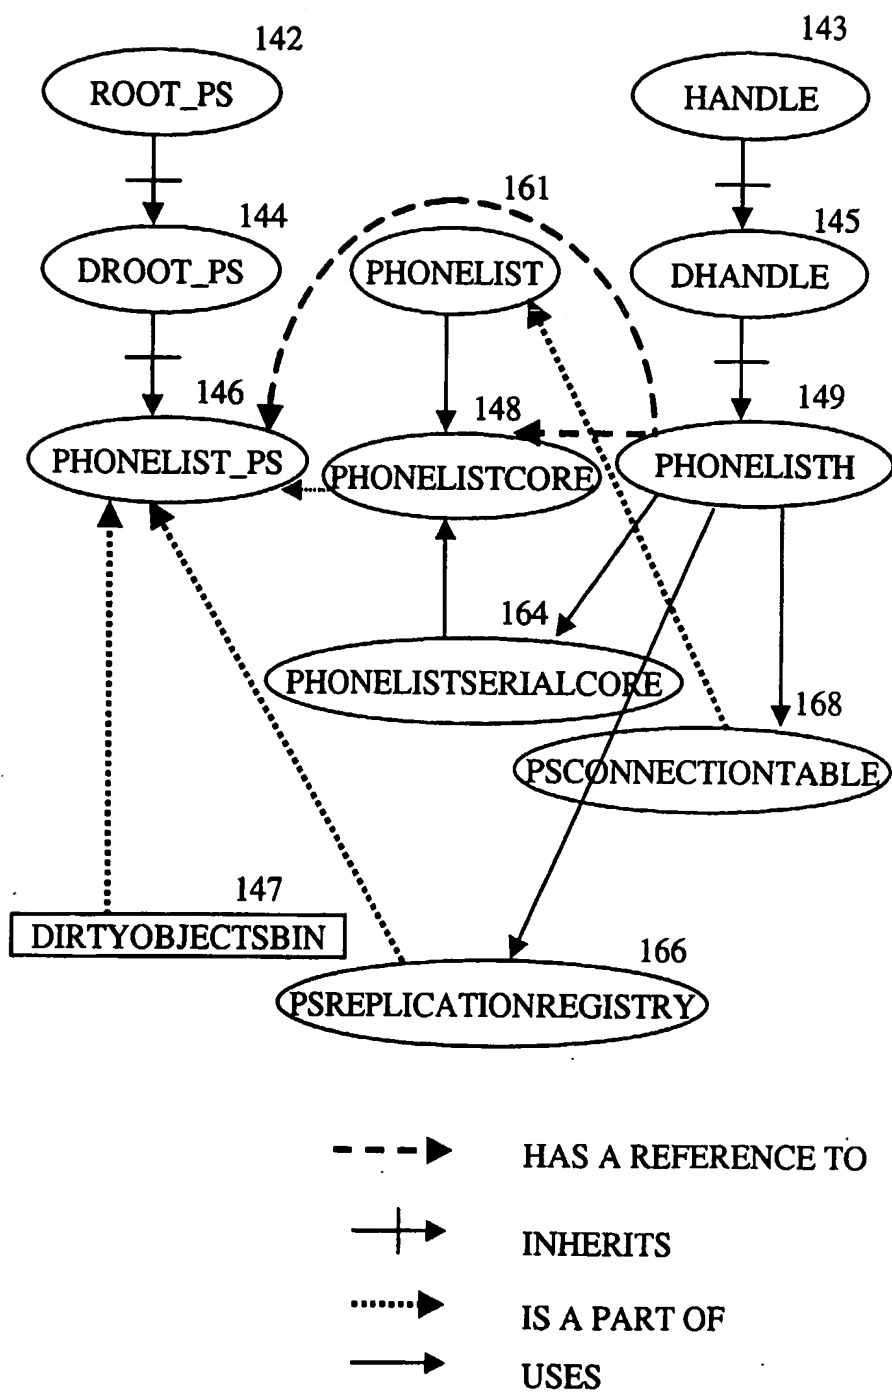 142
143
ROOT_PS
HANDLE
161
144
145
DROOT_PS
PHONELIST
DHANDLE
146
148
149
PHONELIST_PS
PHONELISTCORE
PHONELISTH
164
PHONELISTSERIALCORE
168
PSCONNECTIONTABLE
147
DIRTYOBJECTSBIN
166
PSREPLICATIONREGISTRY
HAS A REFERENCE TO
INHERITS
IS A PART OF
USES